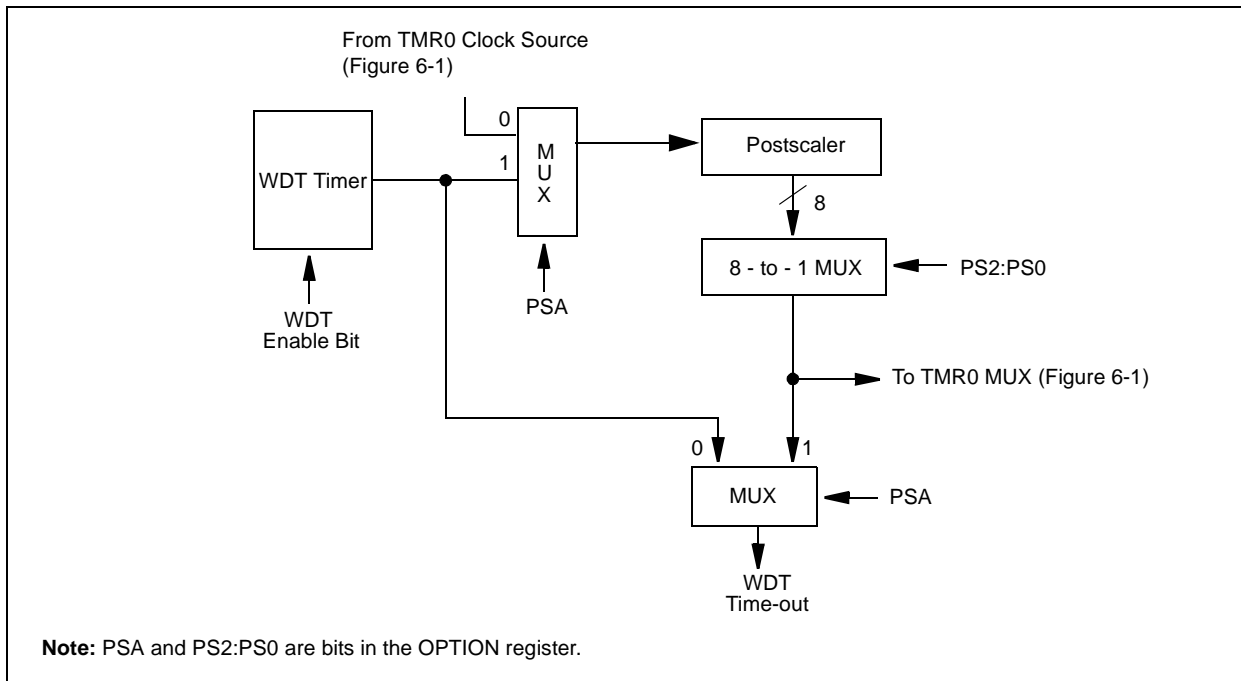 From TMR0 Clock Source
(Figure 6-1)
0
1
M
U
X
WDT Timer
Postscaler
8
8 - to - 1 MUX
PS2:PS0
PSA
WDT
Enable Bit
To TMR0 MUX (Figure 6-1)
0
1
MUX
PSA
WDT
Time-out
Note: PSA and PS2:PS0 are bits in the OPTION register.